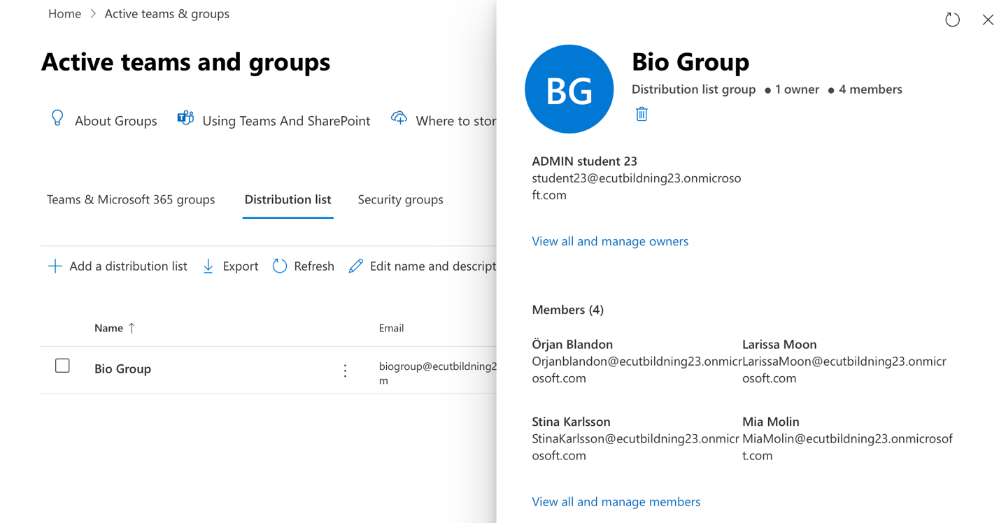 Home > Active teams & groups
Active teams and groups
About Groups
Using Teams And SharePoint
Where to stor
Teams & Microsoft 365 groups
Distribution list
Security groups
Add a distribution list
Export
Refresh
Edit name and descript
Name ↑
Email
Bio Group
biogroup@ecutbildning2
m
BG
Bio Group
Distribution list group ● 1 owner ● 4 members
ADMIN student 23
student23@ecutbildning23.onmicroso
ft.com
View all and manage owners
Members (4)
Örjan Blandon
Orjanblandon@ecutbildning23.onmicr
osoft.com
Larissa Moon
LarissaMoon@ecutbildning23.onmicr
osoft.com
Stina Karlsson
StinaKarlsson@ecutbildning23.onmicr
osoft.com
Mia Molin
MiaMolin@ecutbildning23.onmicrosof
t.com
View all and manage members